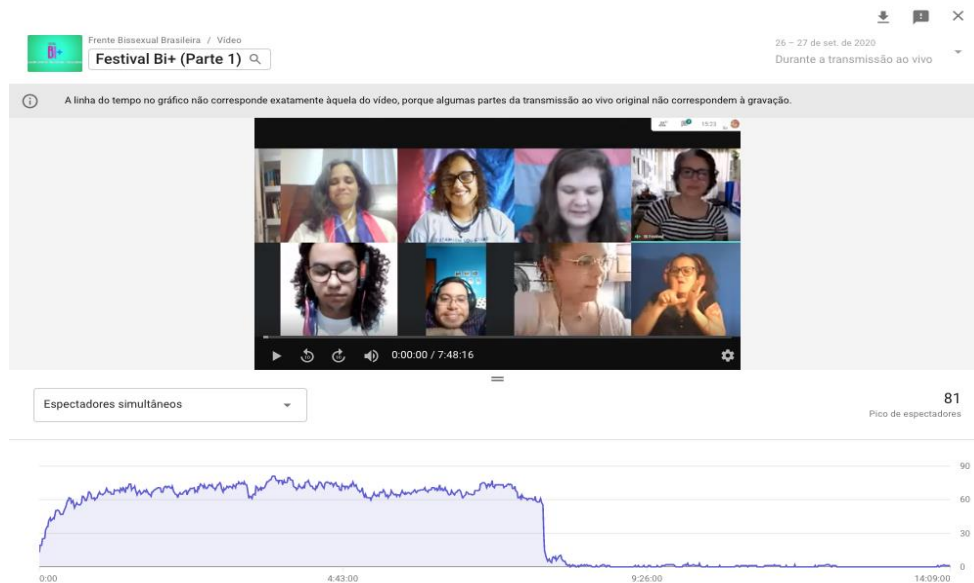 Frente Bissexual Brasileira / Vídeo
Festival Bi+ (Parte 1)
26 – 27 de set. de 2020
Durante a transmissão ao vivo
A linha do tempo no gráfico não corresponde exatamente àquela do vídeo, porque algumas partes da transmissão ao vivo original não correspondem à gravação.
0:00:00 / 7:48:16
Espectadores simultâneos
81
Pico de espectadores
90
60
30
0
0:00
4:43:00
9:26:00
14:09:00